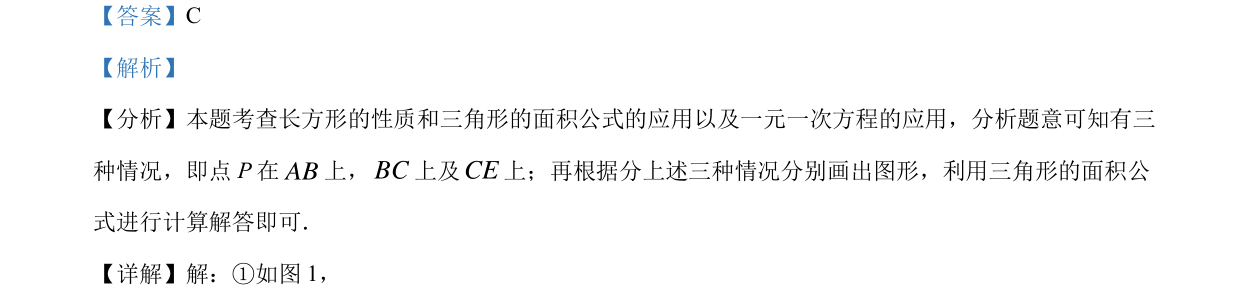 【答案】C
【解析】
【分析】本题考查长方形的性质和三角形的面积公式的应用以及一元一次方程的应用，分析题意可知有三
种情况，即点 P 在 AB 上， BC 上及 CE 上；再根据分上述三种情况分别画出图形，利用三角形的面积公
式进行计算解答即可．
【详解】解：①如图 1，